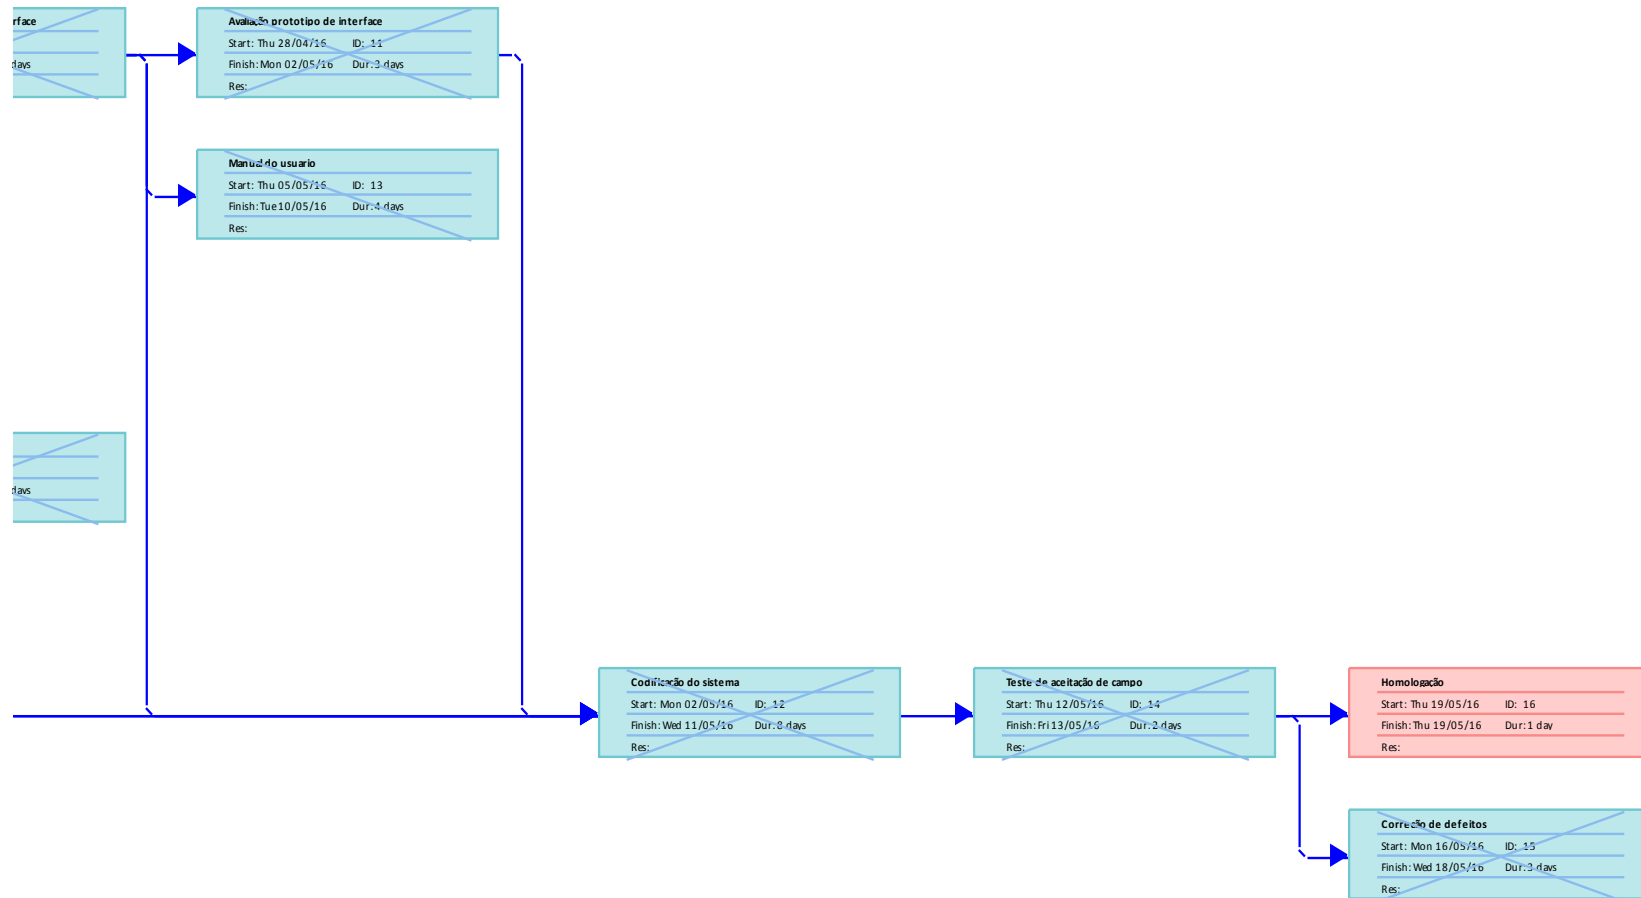 rface
days
Avaliação prototipo de interface
Start: Thu 28/04/16 ID: 11
Finish: Mon 02/05/16 Dur: 3 days
Res:
Manual do usuario
Start: Thu 05/05/16 ID: 13
Finish: Tue 10/05/16 Dur: 4 days
Res:
days
Codificação do sistema
Start: Mon 02/05/16 ID: 12
Finish: Wed 11/05/16 Dur: 8 days
Res:
Teste de aceitação de campo
Start: Thu 12/05/16 ID: 14
Finish: Fri 13/05/16 Dur: 2 days
Res:
Homologação
Start: Thu 19/05/16 ID: 16
Finish: Thu 19/05/16 Dur: 1 day
Res:
Correção de defeitos
Start: Mon 16/05/16 ID: 15
Finish: Wed 18/05/16 Dur: 3 days
Res: